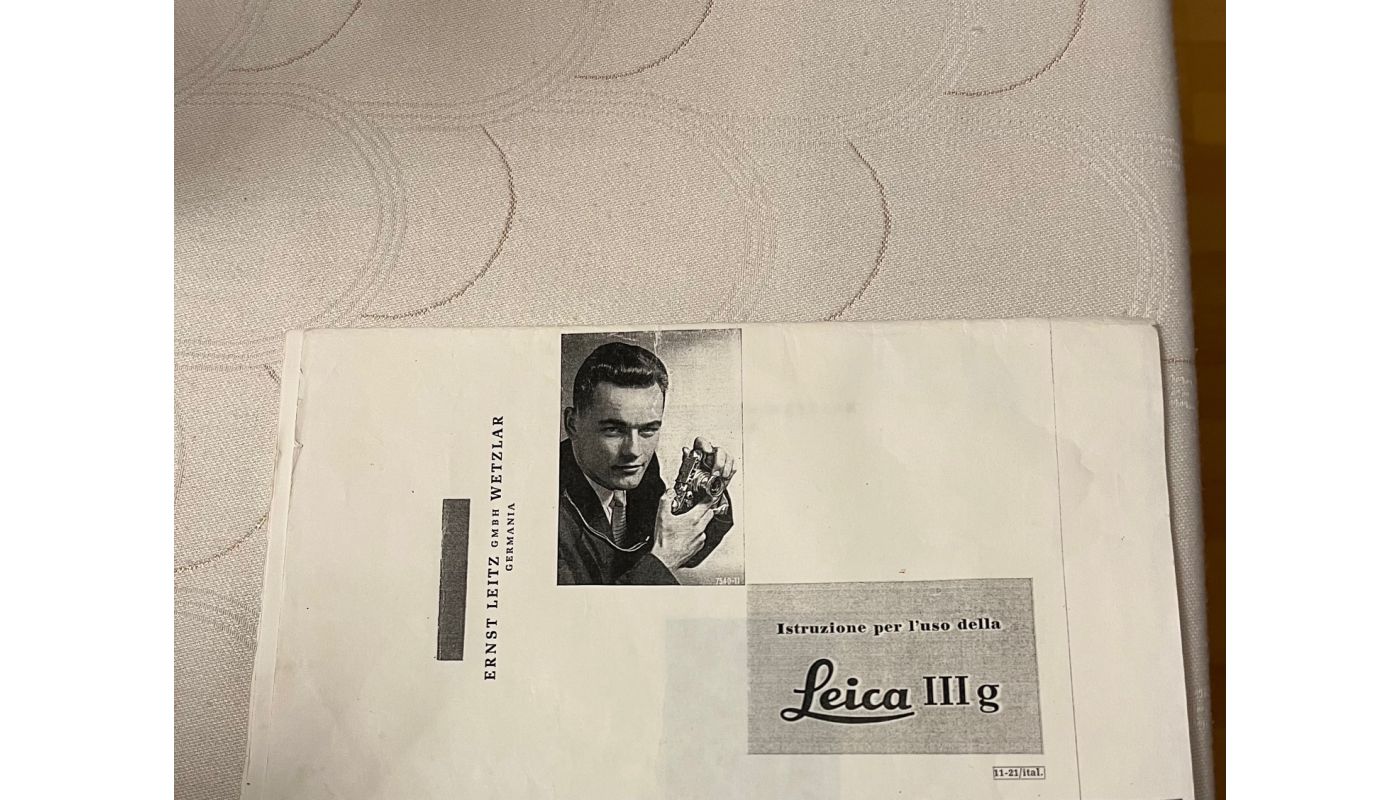 ERNST LEITZ GMBH WETZLAR
GERMANIA
7540-11
Istruzione per l'uso della
Leica IIIg
11-21/ital.